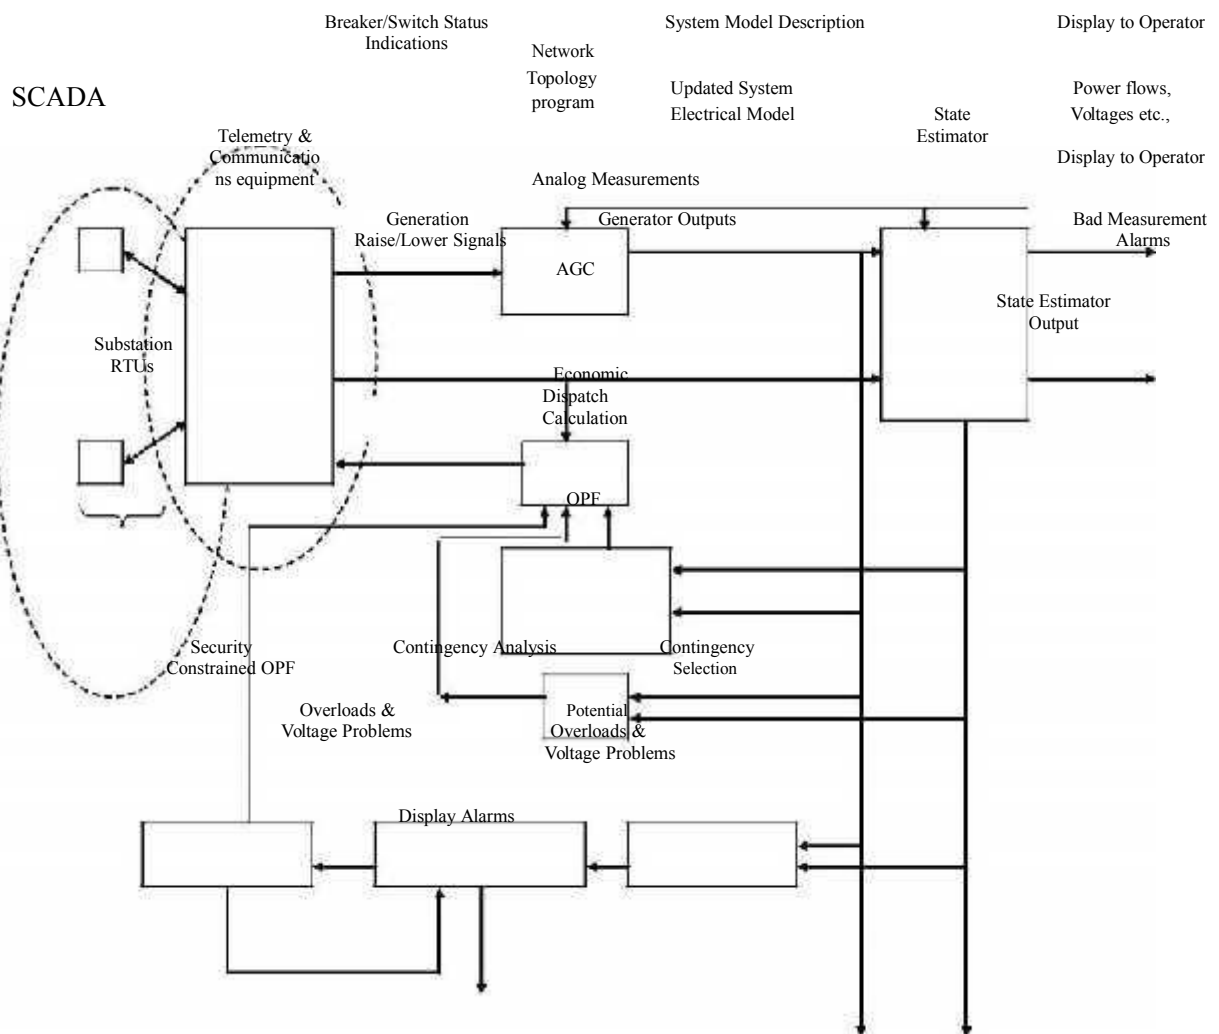 Breaker/Switch Status
Indications
System Model Description
Display to Operator
Network
Topology
program
SCADA
Updated System
Electrical Model
Power flows,
Voltages etc.,
State
Estimator
Telemetry &
Communicatio
ns equipment
Display to Operator
Analog Measurements
Generation
Raise/Lower Signals
Generator Outputs
Bad Measurement
Alarms
AGC
State Estimator
Output
Substation
RTUs
Economic
Dispatch
Calculation
OPF
Security
Constrained OPF
Contingency Analysis
Contingency
Selection
Overloads &
Voltage Problems
Potential
Overloads &
Voltage Problems
Display Alarms